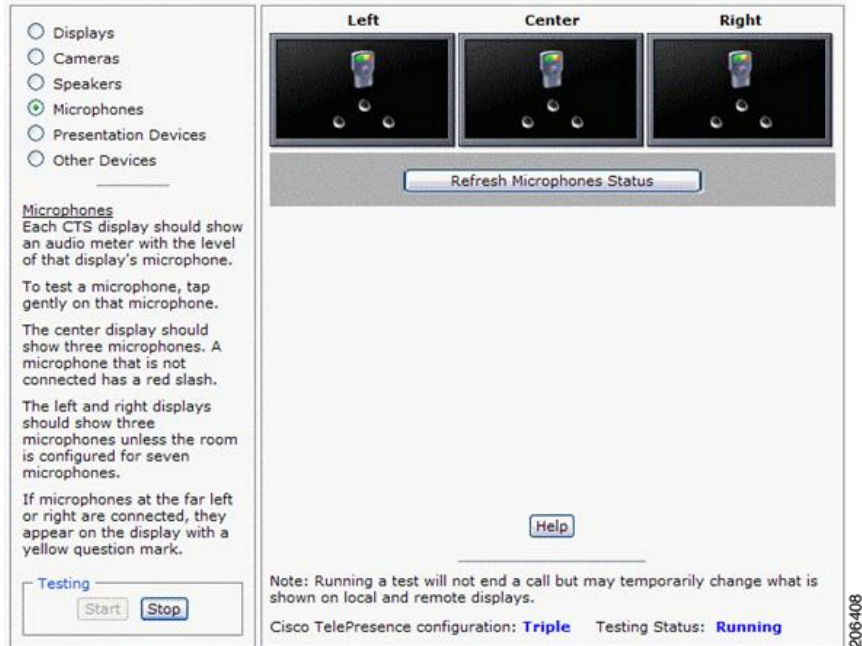 Displays
Cameras
Speakers
Microphones
Presentation Devices
Other Devices
Microphones
Each CTS display should show
an audio meter with the level
of that display's microphone.
To test a microphone, tap
gently on that microphone.
The center display should
show three microphones. A
microphone that is not
connected has a red slash.
The left and right displays
should show three
microphones unless the room
is configured for seven
microphones.
If microphones at the far left
or right are connected, they
appear on the display with a
yellow question mark.
Testing
Start Stop
Left Center Right
Refresh Microphones Status
Help
Note: Running a test will not end a call but may temporarily change what is
shown on local and remote displays.
Cisco TelePresence configuration: Triple Testing Status: Running
206408